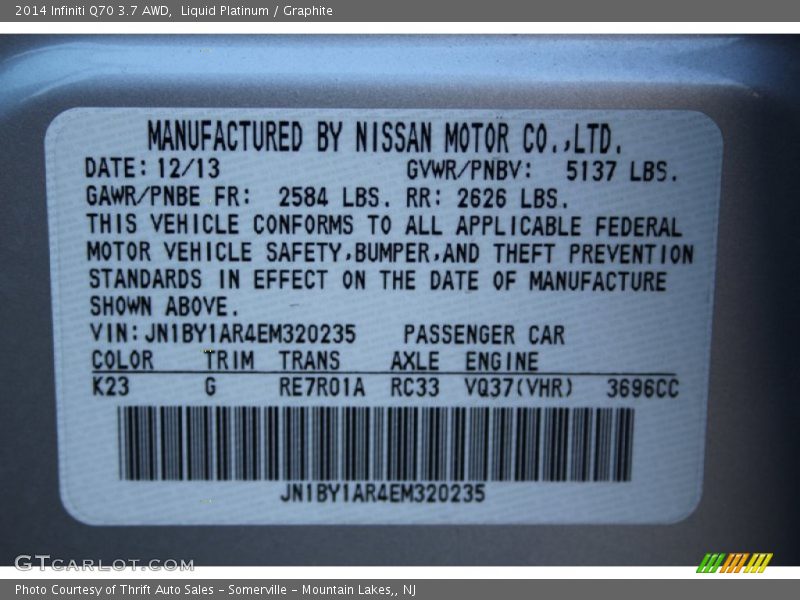 2014 Infiniti Q70 3.7 AWD,  Liquid Platinum / Graphite
MANUFACTURED BY NISSAN MOTOR CO.,LTD.
DATE: 12/13 GVWR/PNBV: 5137 LBS.
GAWR/PNBE FR: 2584 LBS. RR: 2626 LBS.
THIS VEHICLE CONFORMS TO ALL APPLICABLE FEDERAL
MOTOR VEHICLE SAFETY,BUMPER,AND THEFT PREVENTION
STANDARDS IN EFFECT ON THE DATE OF MANUFACTURE
SHOWN ABOVE.
VIN: JN1BY1AR4EM320235 PASSENGER CAR
COLOR TRIM TRANS AXLE ENGINE
K23 G RE7R01A RC33 VQ37(VHR) 3696CC
JN1BY1AR4EM320235
GTCARLOT.COM
Photo Courtesy of Thrift Auto Sales - Somerville - Mountain Lakes,, NJ